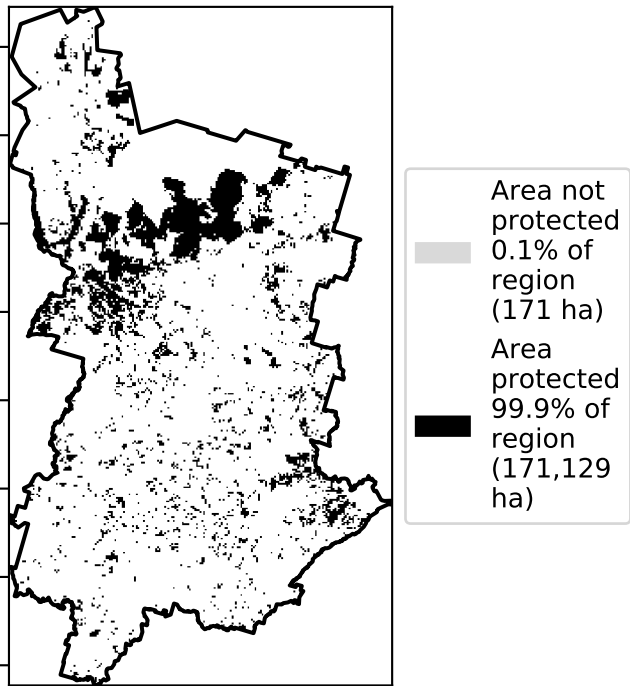 Area not
protected
0.1% of
region
(171 ha)
Area
protected
99.9% of
region
(171,129
ha)